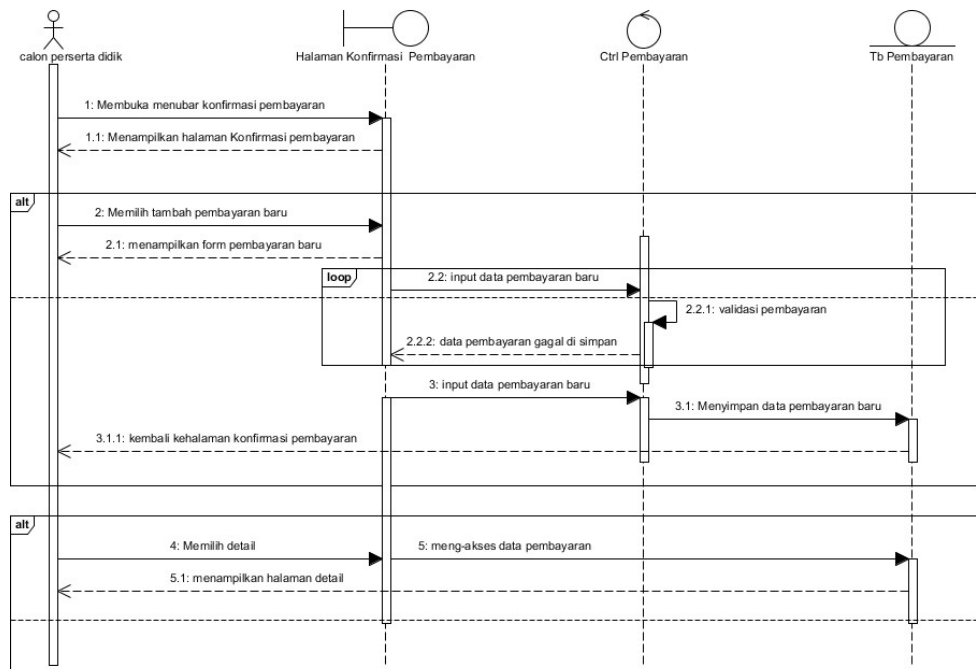 calon perserta didik
Halaman Konfirmasi Pembayaran
Ctrl Pembayaran
Tb Pembayaran
1: Membuka menubar konfirmasi pembayaran
1.1: Menampilkan halaman Konfirmasi pembayaran
alt
2: Memilih tambah pembayaran baru
2.1: menampilkan form pembayaran baru
loop
2.2: input data pembayaran baru
2.2.1: validasi pembayaran
2.2.2: data pembayaran gagal di simpan
3: input data pembayaran baru
3.1: Menyimpan data pembayaran baru
3.1.1: kembali kehalaman konfirmasi pembayaran
alt
4: Memilih detail
5: meng-akses data pembayaran
5.1: menampilkan halaman detail